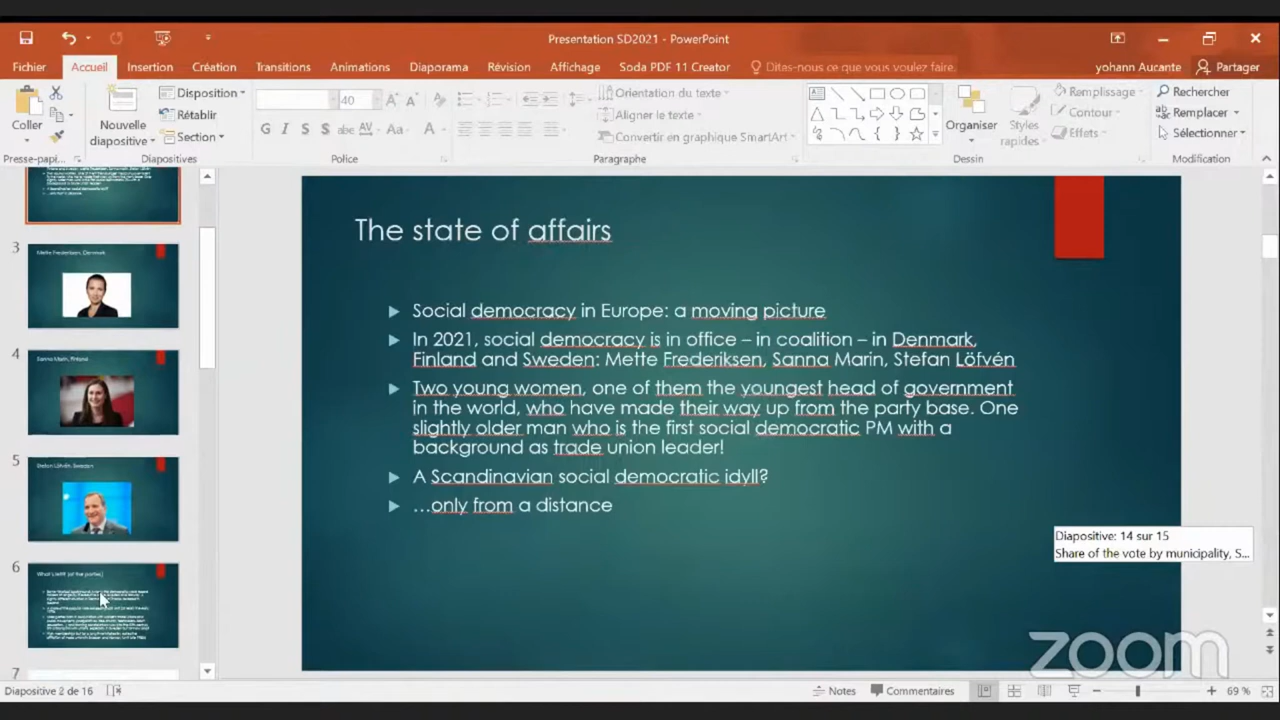 Presentation SD2021 - PowerPoint
Fichier Accueil Insertion Création Transitions Animations Diaporama Révision Affichage Soda PDF 11 Creator Dites-nous ce que vous voulez faire. yohann Aucante Partager
Coller
Nouvelle diapositive
Disposition
Rétablir
Section
40
Orientation du texte
Aligner le texte
Convertir en graphique SmartArt
Organiser
Styles rapides
Remplissage
Contour
Effets
Rechercher
Remplacer
Sélectionner
Presse-papi... Diapositives Police Paragraphe Dessin Modification
3
Mette Frederiksen, Denmark
4
Sanna Marin, Finland
5
Stefan Löfvén, Sweden
6
7
The state of affairs
Social democracy in Europe: a moving picture
In 2021, social democracy is in office – in coalition – in Denmark,
Finland and Sweden: Mette Frederiksen, Sanna Marin, Stefan Löfvén
Two young women, one of them the youngest head of government
in the world, who have made their way up from the party base. One
slightly older man who is the first social democratic PM with a
background as trade union leader!
A Scandinavian social democratic idyll?
…only from a distance
Diapositive: 14 sur 15
Share of the vote by municipality, S...
zoom
Diapositive 2 de 16 Notes Commentaires 69 %